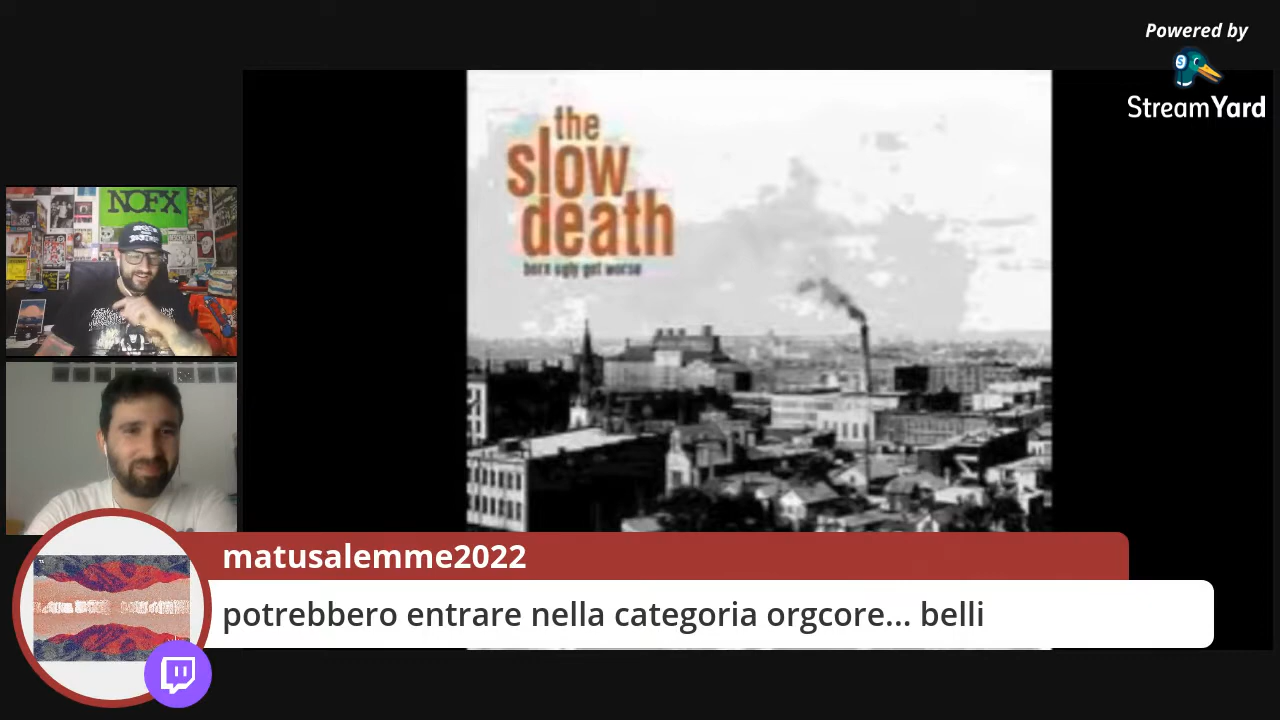 Powered by
StreamYard
the
slow
death
born ugly got worse
NOFX
matusalemme2022
potrebbero entrare nella categoria orgcore... belli